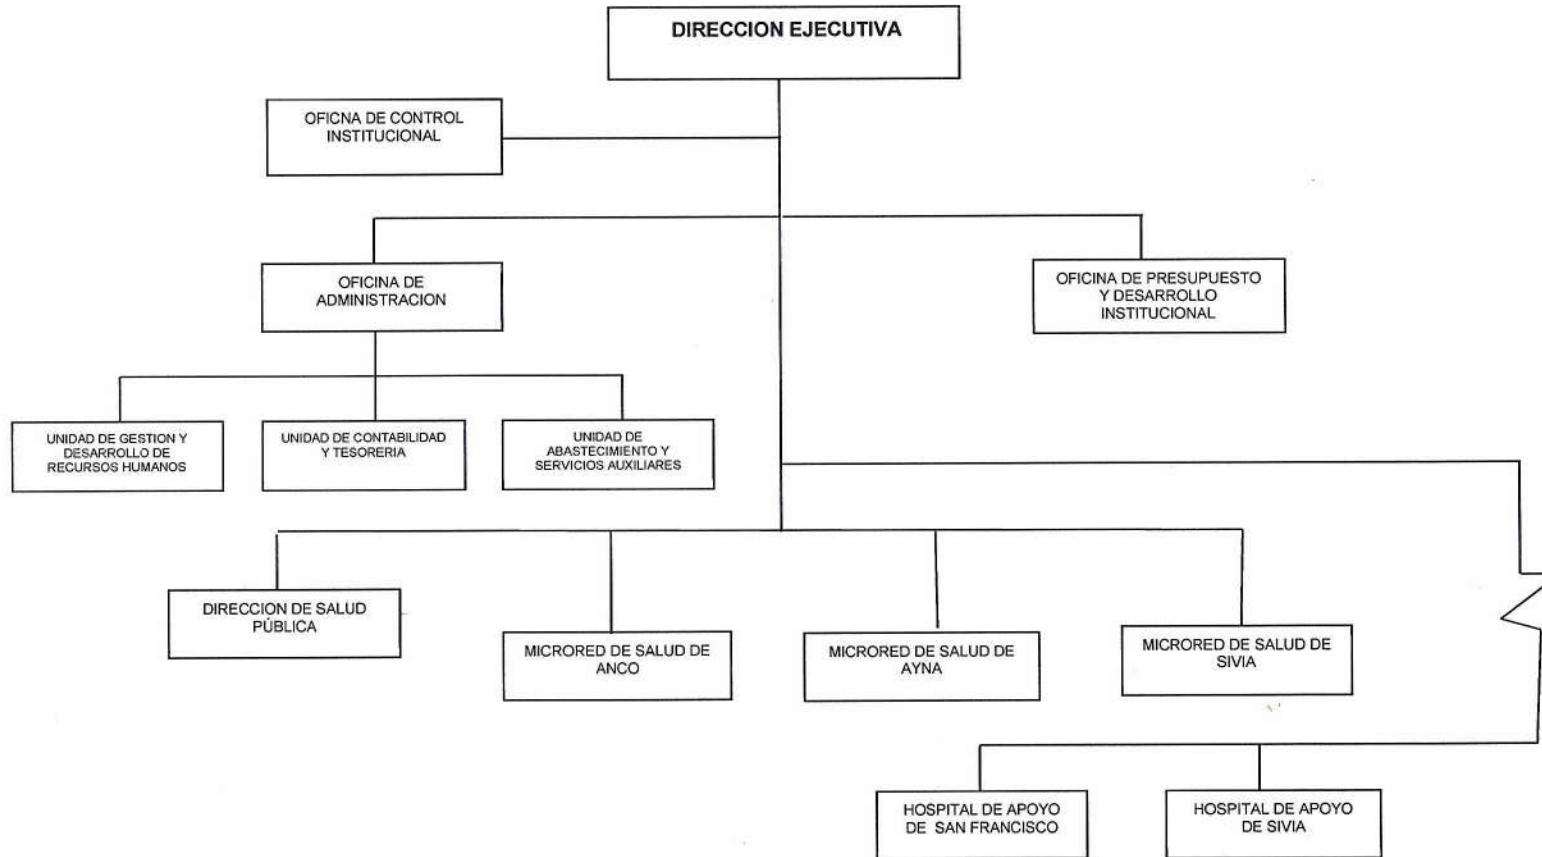 DIRECCION EJECUTIVA
OFICNA DE CONTROL
INSTITUCIONAL
OFICINA DE
ADMINISTRACION
OFICINA DE PRESUPUESTO
Y DESARROLLO
INSTITUCIONAL
UNIDAD DE GESTION Y
DESARROLLO DE
RECURSOS HUMANOS
UNIDAD DE CONTABILIDAD
Y TESORERIA
UNIDAD DE
ABASTECIMIENTO Y
SERVICIOS AUXILIARES
DIRECCION DE SALUD
PÚBLICA
MICRORED DE SALUD DE
ANCO
MICRORED DE SALUD DE
AYNA
MICRORED DE SALUD DE
SIVIA
HOSPITAL DE APOYO
DE SAN FRANCISCO
HOSPITAL DE APOYO
DE SIVIA